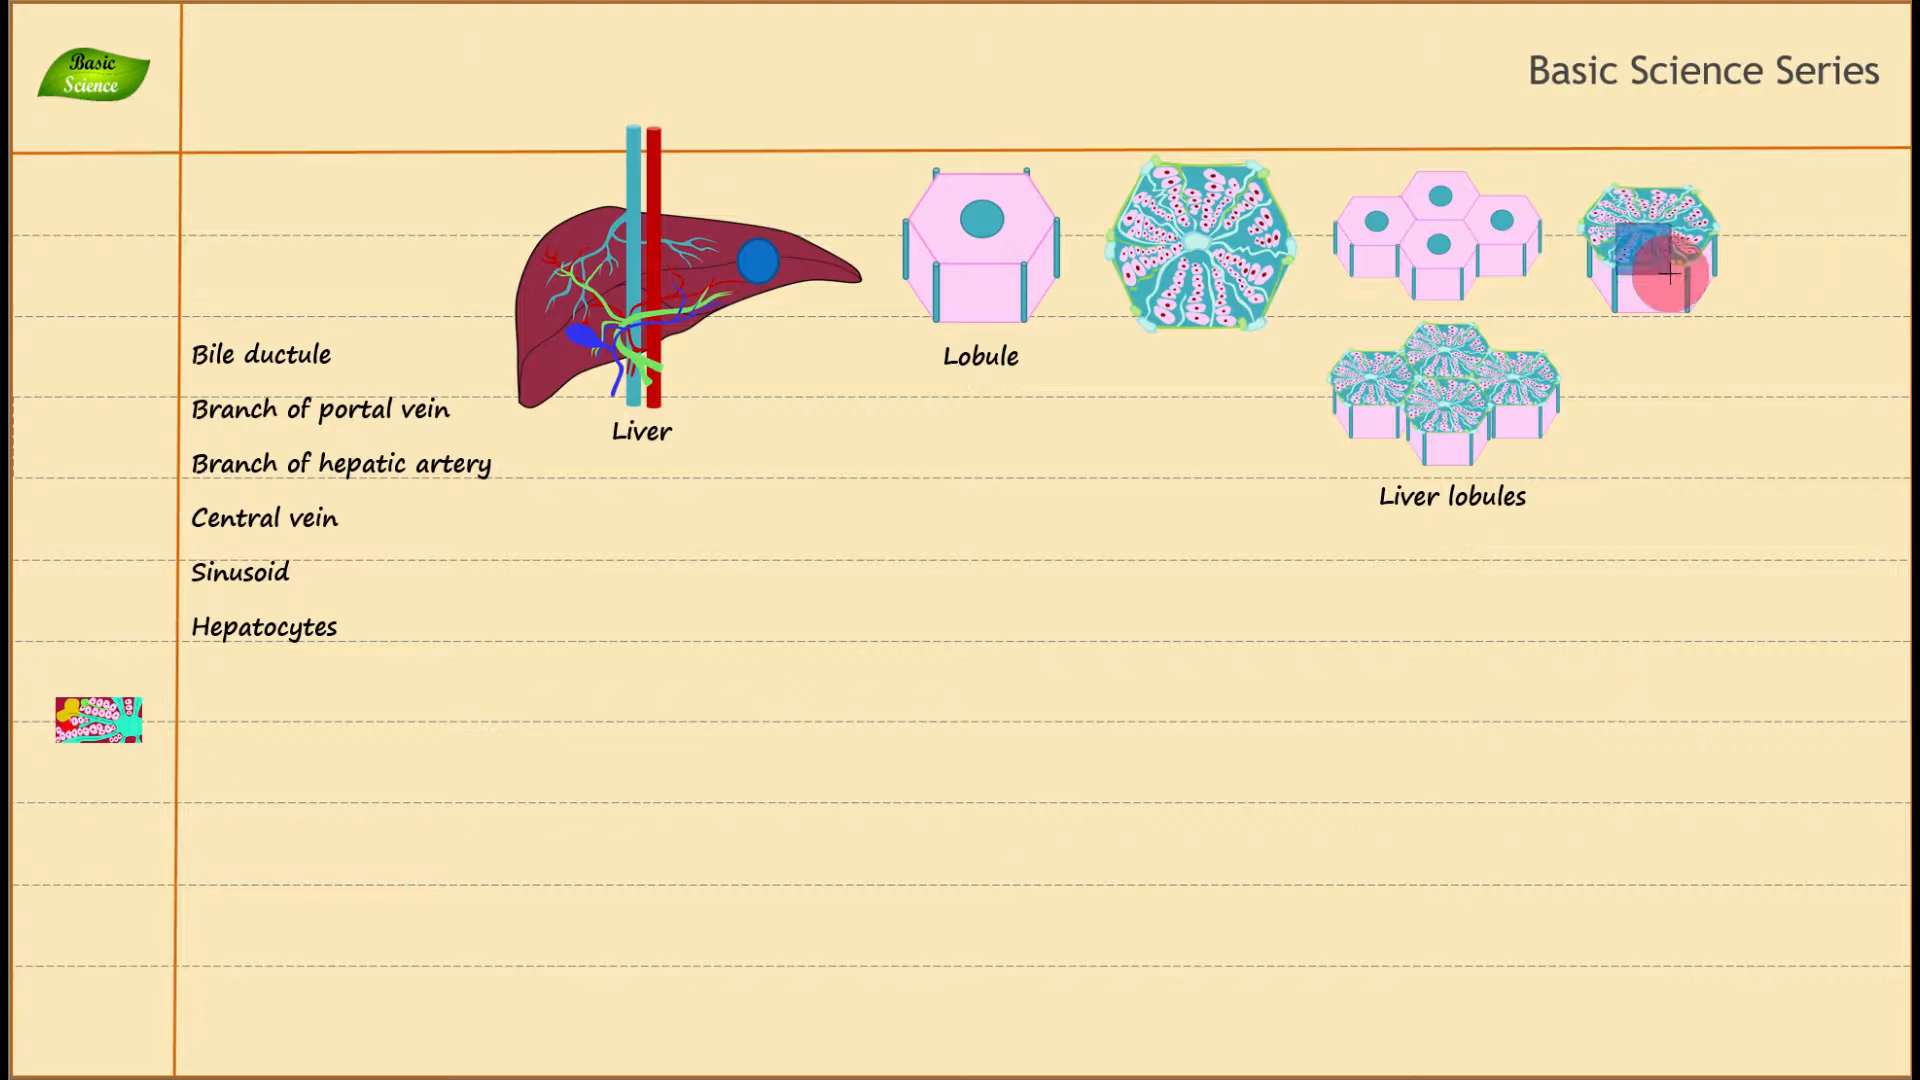 Basic
Science
Basic Science Series
Bile ductule
Branch of portal vein
Branch of hepatic artery
Central vein
Sinusoid
Hepatocytes
Liver
Lobule
Liver lobules